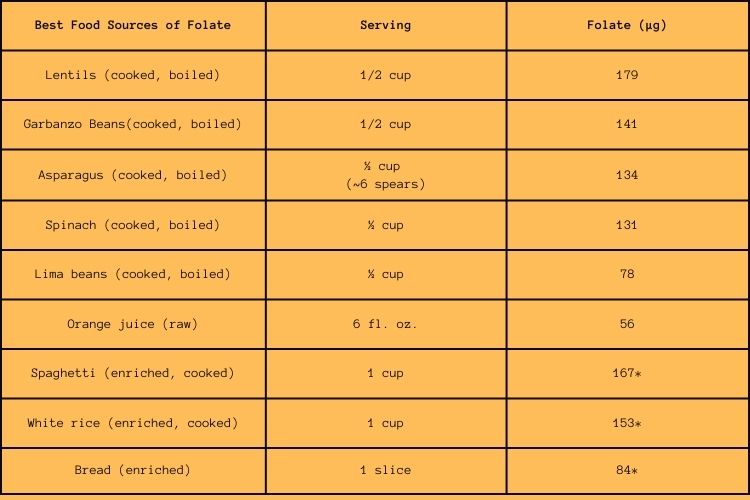 Best Food Sources of Folate Serving Folate (µg)
Lentils (cooked, boiled) 1/2 cup 179
Garbanzo Beans(cooked, boiled) 1/2 cup 141
Asparagus (cooked, boiled) ½ cup (~6 spears) 134
Spinach (cooked, boiled) ½ cup 131
Lima beans (cooked, boiled) ½ cup 78
Orange juice (raw) 6 fl. oz. 56
Spaghetti (enriched, cooked) 1 cup 167*
White rice (enriched, cooked) 1 cup 153*
Bread (enriched) 1 slice 84*